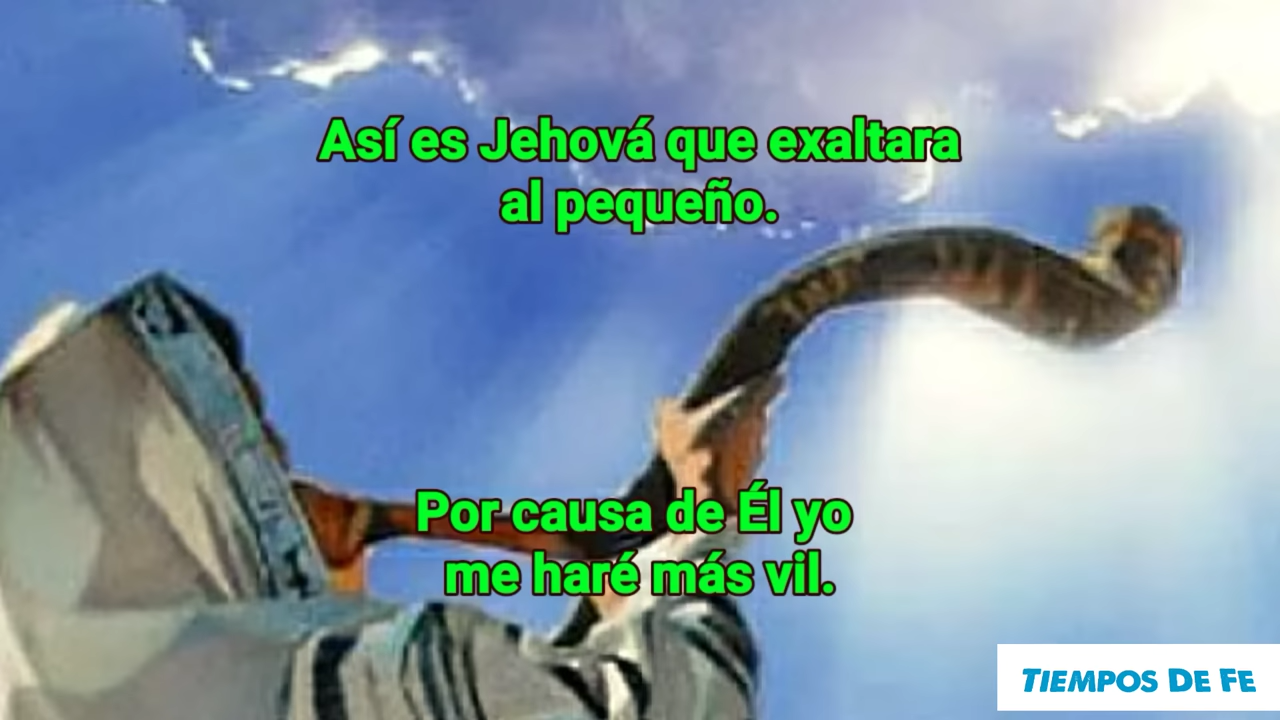 Así es Jehová que exaltara
al pequeño.
Por causa de Él yo
me haré más vil.
TIEMPOS DE FE